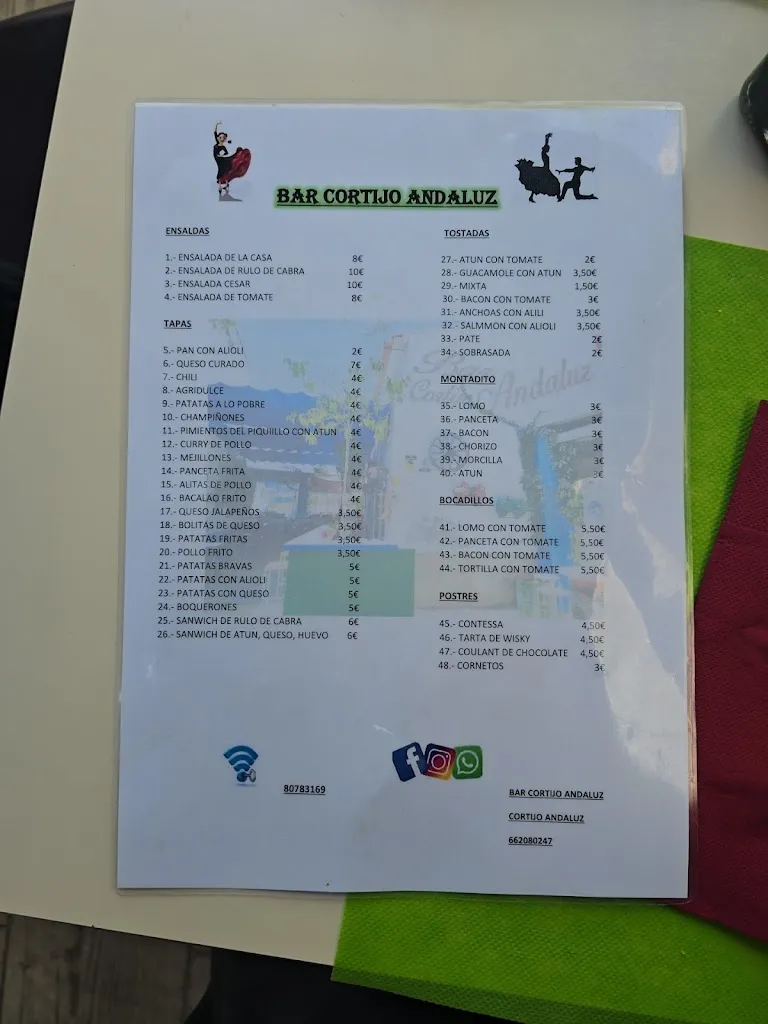 BAR CORTIJO ANDALUZ
ENSALDAS
1.- ENSALADA DE LA CASA 8€
2.- ENSALADA DE RULO DE CABRA 10€
3.- ENSALADA CESAR 10€
4.- ENSALADA DE TOMATE 8€
TAPAS
5.- PAN CON ALIOLI 2€
6.- QUESO CURADO 7€
7.- CHILI 4€
8.- AGRIDULCE 4€
9.- PATATAS A LO POBRE 4€
10.- CHAMPIÑONES 4€
11.- PIMIENTOS DEL PIQUIILLO CON ATUN 4€
12.- CURRY DE POLLO 4€
13.- MEJILLONES 4€
14.- PANCETA FRITA 4€
15.- ALITAS DE POLLO 4€
16.- BACALAO FRITO 4€
17.- QUESO JALAPEÑOS 3,50€
18.- BOLITAS DE QUESO 3,50€
19.- PATATAS FRITAS 3,50€
20.- POLLO FRITO 3,50€
21.- PATATAS BRAVAS 5€
22.- PATATAS CON ALIOLI 5€
23.- PATATAS CON QUESO 5€
24.- BOQUERONES 5€
25.- SANWICH DE RULO DE CABRA 6€
26.- SANWICH DE ATUN, QUESO, HUEVO 6€
TOSTADAS
27.- ATUN CON TOMATE 2€
28.- GUACAMOLE CON ATUN 3,50€
29.- MIXTA 1,50€
30.- BACON CON TOMATE 3€
31.- ANCHOAS CON ALILI 3,50€
32.- SALMMON CON ALIOLI 3,50€
33.- PATE 2€
34.- SOBRASADA 2€
MONTADITO
35.- LOMO 3€
36.- PANCETA 3€
37.- BACON 3€
38.- CHORIZO 3€
39.- MORCILLA 3€
40.- ATUN 3€
BOCADILLOS
41.- LOMO CON TOMATE 5,50€
42.- PANCETA CON TOMATE 5,50€
43.- BACON CON TOMATE 5,50€
44.- TORTILLA CON TOMATE 5,50€
POSTRES
45.- CONTESSA 4,50€
46.- TARTA DE WISKY 4,50€
47.- COULANT DE CHOCOLATE 4,50€
48.- CORNETOS 3€
80783169
BAR CORTIJO ANDALUZ
CORTIJO ANDALUZ
662080247